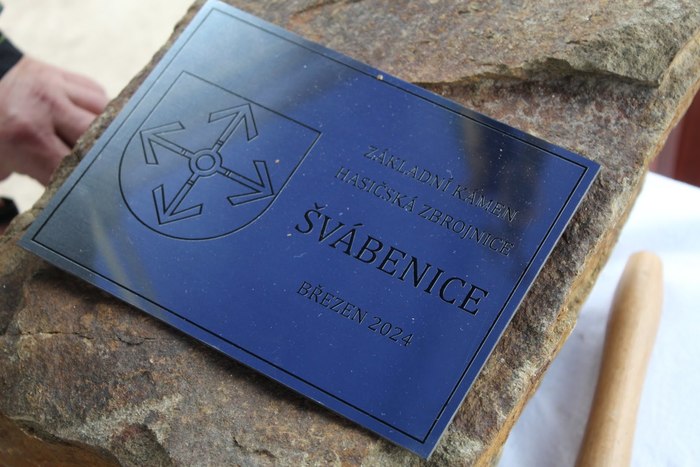 ZÁKLADNÍ KÁMEN
HASIČSKÁ ZBROJNICE
ŠVÁBENICE
BŘEZEN 2024